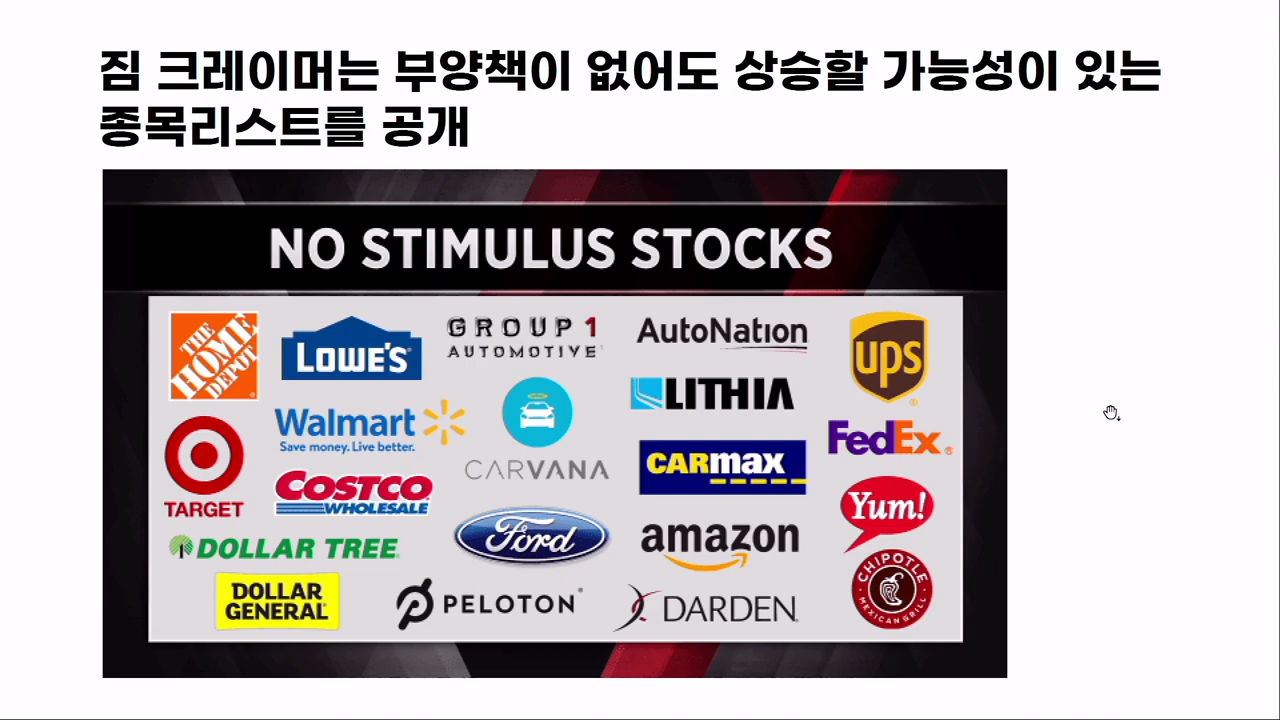 짐 크레이머는 부양책이 없어도 상승할 가능성이 있는
종목리스트를 공개
NO STIMULUS STOCKS
THE
HOME
DEPOT
LOWE'S
GROUP 1
AUTOMOTIVE
AutoNation
ups
Walmart
Save money. Live better.
LITHIA
FedEx
TARGET
COSTCO
WHOLESALE
CARVANA
CARMAX
Yum!
DOLLAR TREE
Ford
amazon
CHIPOTLE
MEXICAN GRILL
DOLLAR
GENERAL
PELOTON
DARDEN